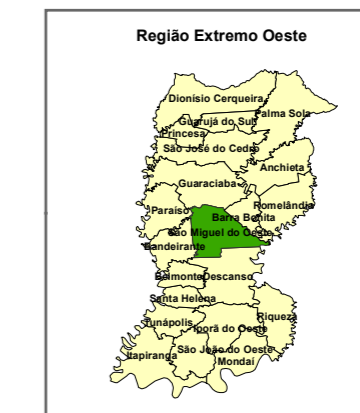 Região Extremo Oeste
Dionísio Cerqueira
Palma Sola
Guarujá do Sul
Princesa
São José do Cedro
Anchieta
Guaraciaba
Romelândia
Paraíso
Barra Bonita
São Miguel do Oeste
Bandeirante
Belmonte
Descanso
Santa Helena
Riqueza
Tunápolis
Iporã do Oeste
São João do Oeste
Itapiranga
Mondaí